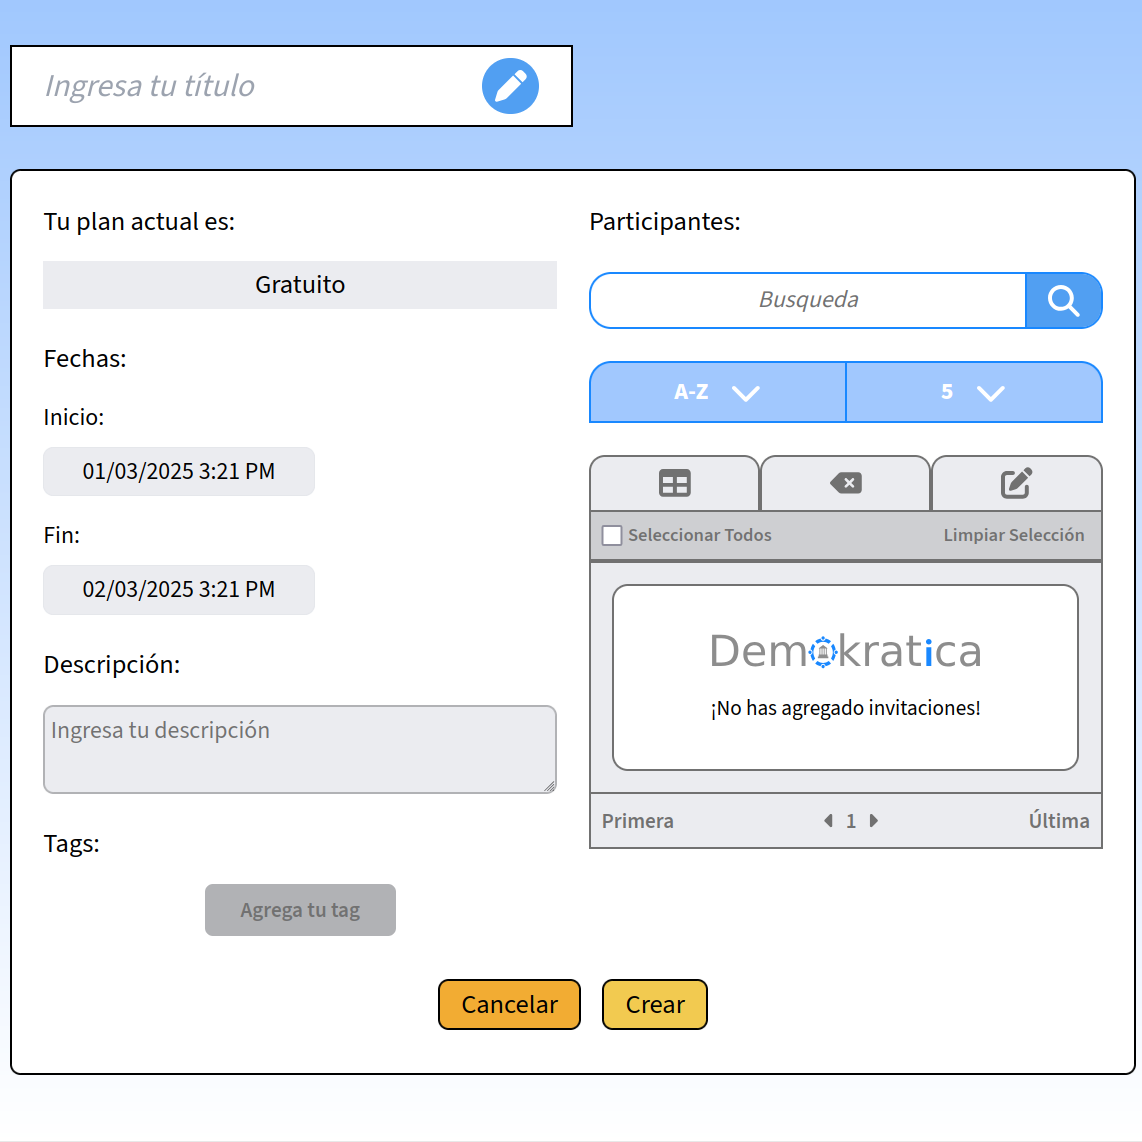 Ingresa tu título
Tu plan actual es:
Gratuito
Fechas:
Inicio:
01/03/2025 3:21 PM
Fin:
02/03/2025 3:21 PM
Descripción:
Ingresa tu descripción
Tags:
Agrega tu tag
Participantes:
Busqueda
A-Z
5
Seleccionar Todos
Limpiar Selección
Demokratica
¡No has agregado invitaciones!
Primera
1
Última
Cancelar
Crear